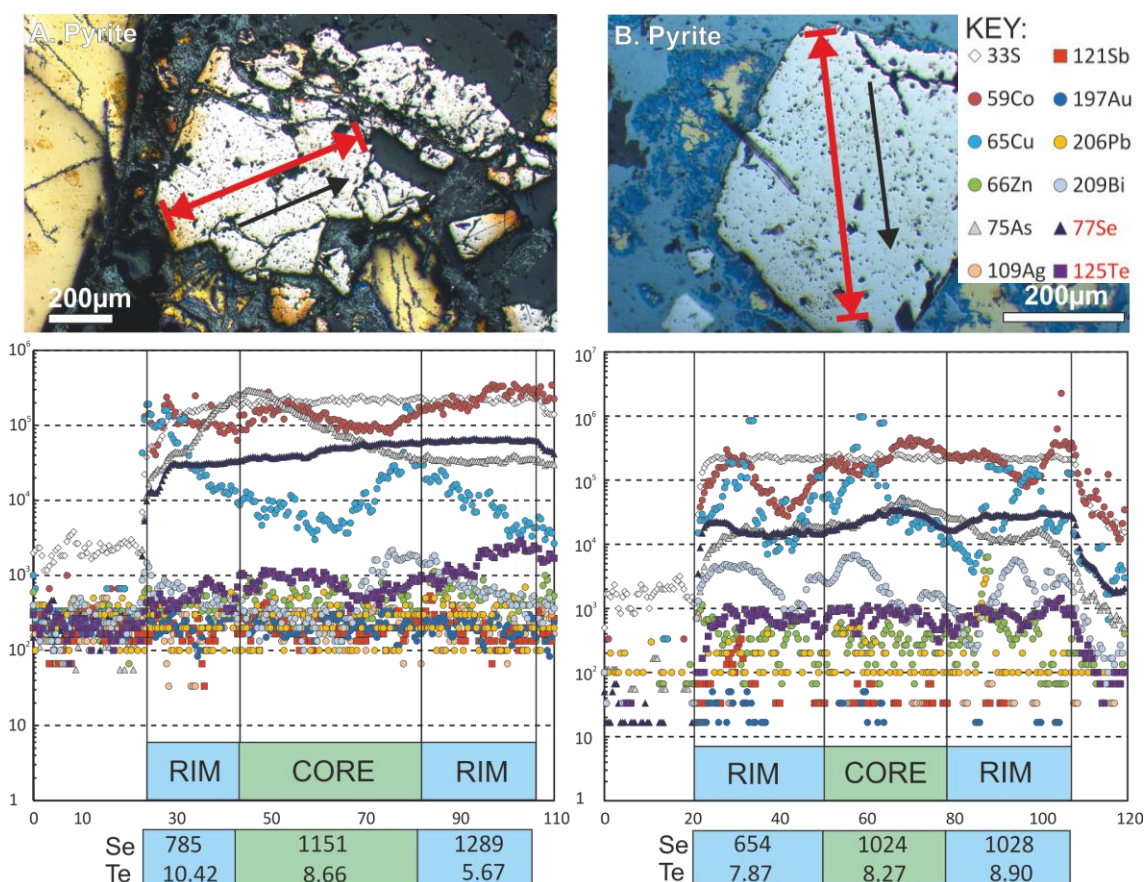 A. Pyrite
200µm
B. Pyrite
200µm
KEY:
33S
121Sb
59Co
197Au
65Cu
206Pb
66Zn
209Bi
75As
77Se
109Ag
125Te
10⁶
10⁵
10⁴
10³
10²
10
1
RIM
CORE
RIM
0 10 30 50 70 90 110
Se 785 1151 1289
Te 10.42 8.66 5.67
10⁷
10⁶
10⁵
10⁴
10³
100
10
1
RIM
CORE
RIM
0 20 40 60 80 100 120
Se 654 1024 1028
Te 7.87 8.27 8.90